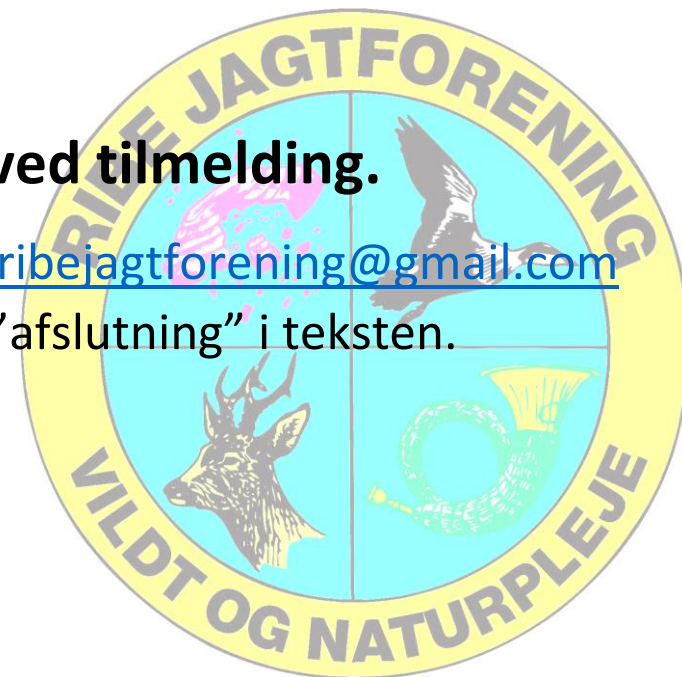 RIBE JAGTFORENING
ved tilmelding.
ribejagtforening@gmail.com
”afslutning” i teksten.
VILDT OG NATURPLEJE